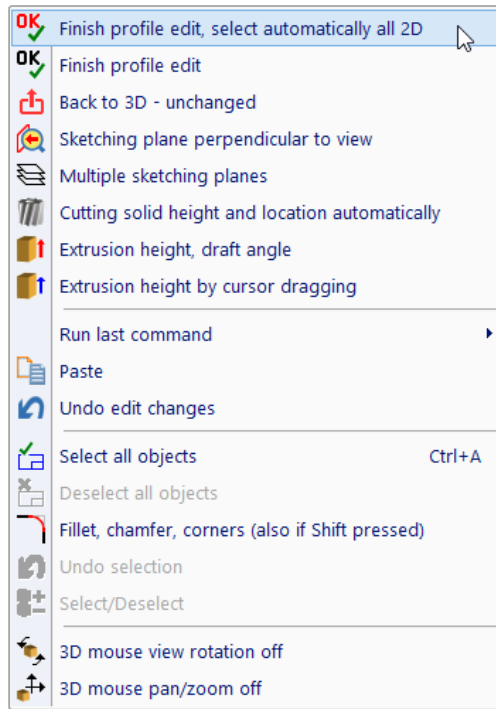 OK Finish profile edit, select automatically all 2D
OK Finish profile edit
Back to 3D - unchanged
Sketching plane perpendicular to view
Multiple sketching planes
Cutting solid height and location automatically
Extrusion height, draft angle
Extrusion height by cursor dragging
Run last command
Paste
Undo edit changes
Select all objects Ctrl+A
Deselect all objects
Fillet, chamfer, corners (also if Shift pressed)
Undo selection
Select/Deselect
3D mouse view rotation off
3D mouse pan/zoom off